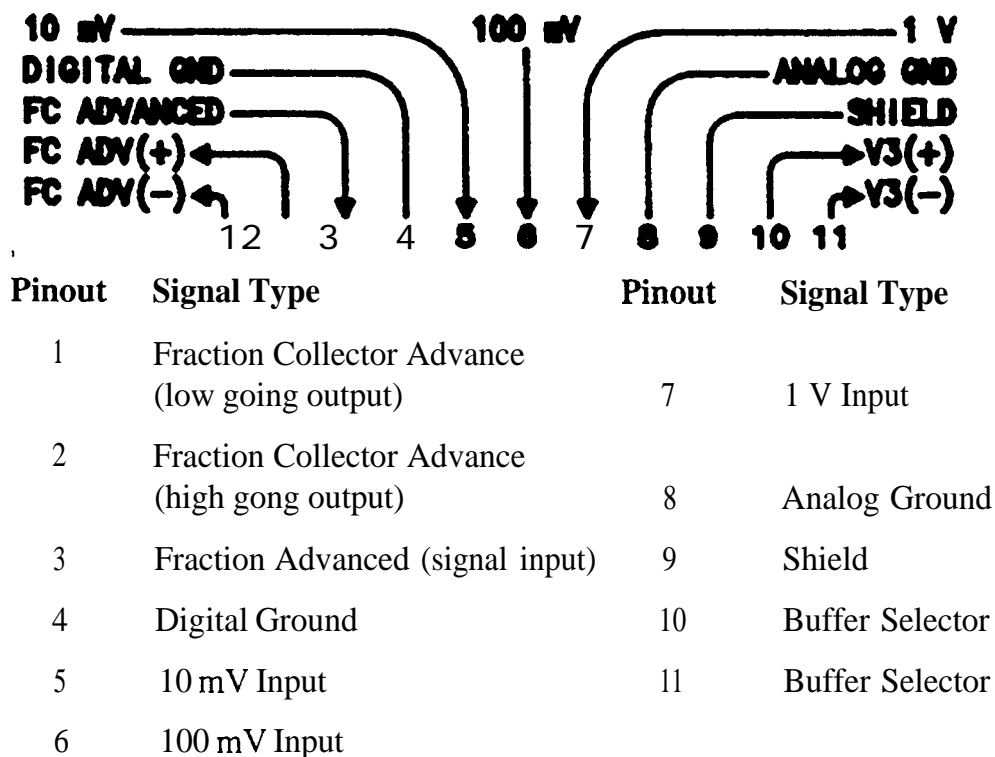 10 mV 100 mV 1 V
DIGITAL GND ANALOG GND
FC ADVANCED SHIELD
FC ADV(+) V3(+)
FC ADV(-) V3(-)
12 3 4 5 6 7 8 9 10 11
Pinout Signal Type Pinout Signal Type
1 Fraction Collector Advance
(low going output) 7 1 V Input
2 Fraction Collector Advance
(high gong output) 8 Analog Ground
3 Fraction Advanced (signal input) 9 Shield
4 Digital Ground 10 Buffer Selector
5 10 mV Input 11 Buffer Selector
6 100 mV Input